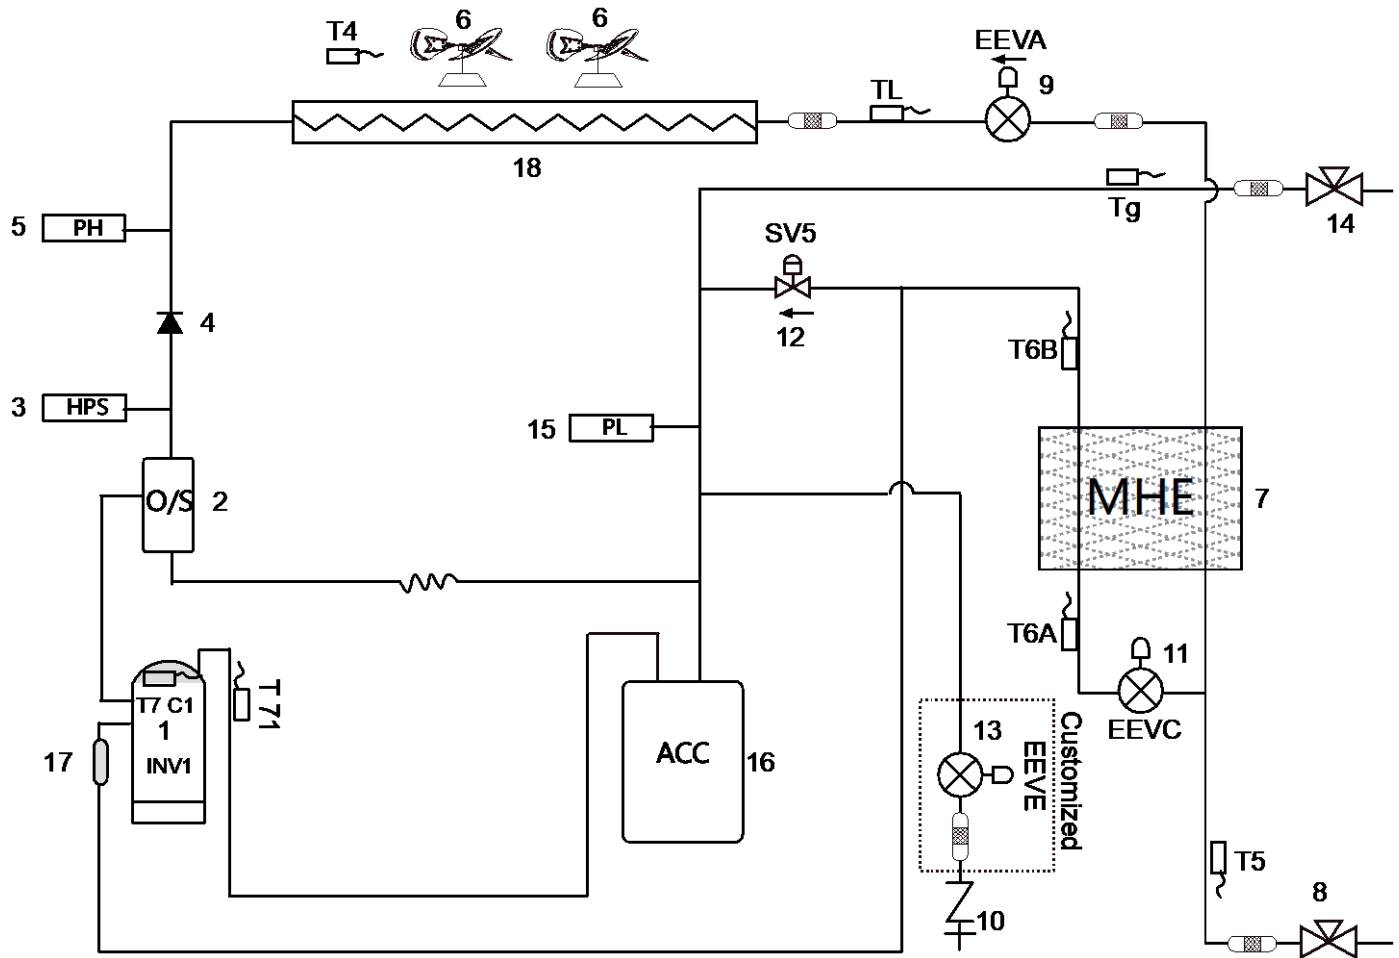 6
6
T4
EEVA
9
TL
18
Tg
14
5
PH
SV5
4
12
T6B
3
HPS
15
PL
O/S
2
MHE
7
T6A
11
EEVC
T71
T7 C1
1
INV1
17
ACC
16
13
Customized
EEVE
T5
8
10